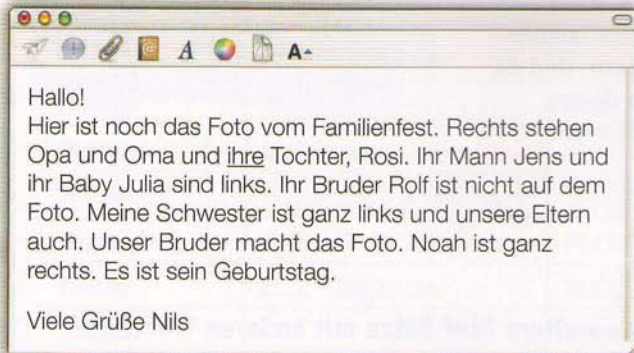 A
A
Hallo!
Hier ist noch das Foto vom Familienfest. Rechts stehen
Opa und Oma und ihre Tochter, Rosi. Ihr Mann Jens und
ihr Baby Julia sind links. Ihr Bruder Rolf ist nicht auf dem
Foto. Meine Schwester ist ganz links und unsere Eltern
auch. Unser Bruder macht das Foto. Noah ist ganz
rechts. Es ist sein Geburtstag.
Viele Grüße Nils